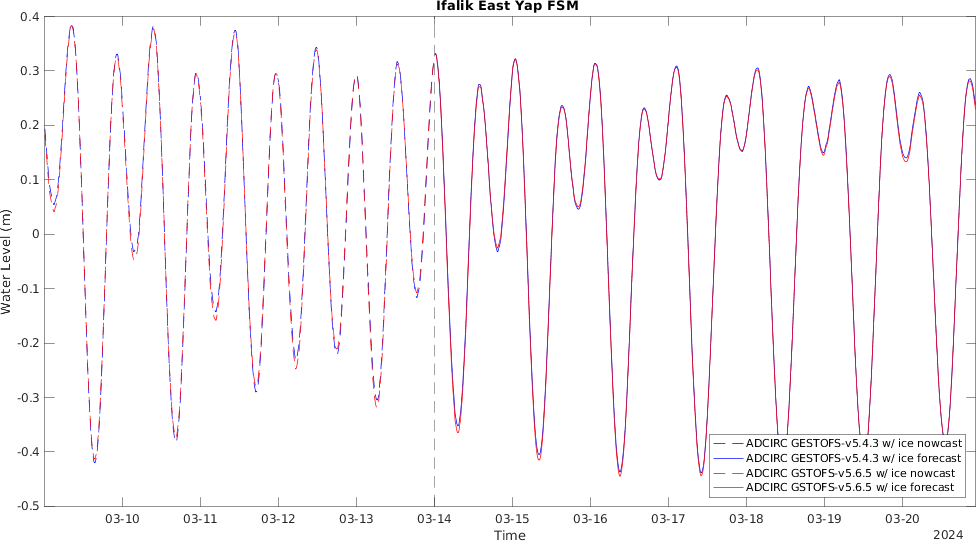 Ifalik East Yap FSM
Water Level (m)
0.4
0.3
0.2
0.1
0
-0.1
-0.2
-0.3
-0.4
-0.5
ADCIRC GESTOFS-v5.4.3 w/ ice nowcast
ADCIRC GESTOFS-v5.4.3 w/ ice forecast
ADCIRC GSTOFS-v5.6.5 w/ ice nowcast
ADCIRC GSTOFS-v5.6.5 w/ ice forecast
03-10 03-11 03-12 03-13 03-14 03-15 03-16 03-17 03-18 03-19 03-20
Time
2024